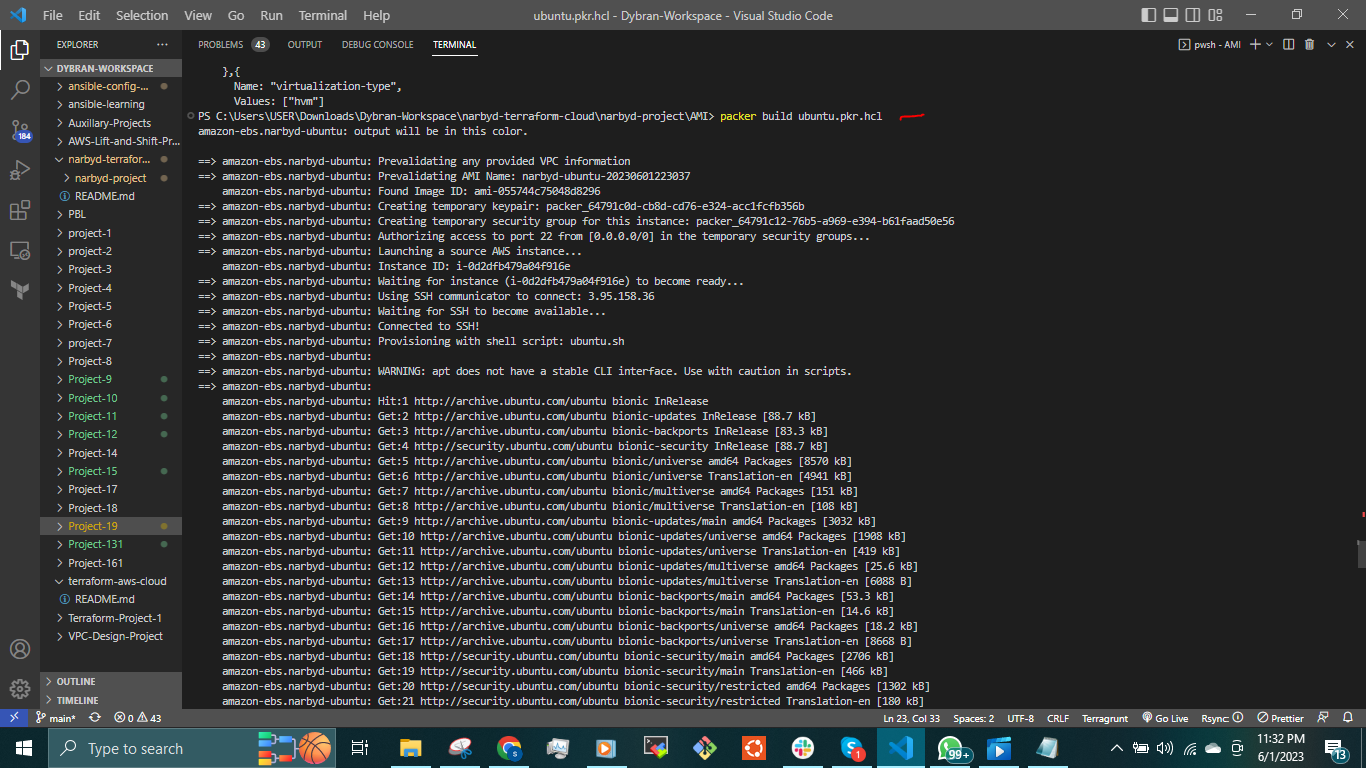 File Edit Selection View Go Run Terminal Help
ubuntu.pkr.hcl - Dybran-Workspace - Visual Studio Code
EXPLORER
DYBRAN-WORKSPACE
ansible-config-...
ansible-learning
Auxillary-Projects
AWS-Lift-and-Shift-Pr...
narbyd-terrafor...
narbyd-project
README.md
PBL
project-1
project-2
Project-3
Project-4
Project-5
Project-6
project-7
Project-8
Project-9
Project-10
Project-11
Project-12
Project-14
Project-15
Project-17
Project-18
Project-19
Project-131
Project-161
terraform-aws-cloud
README.md
Terraform-Project-1
VPC-Design-Project
OUTLINE
TIMELINE
184
PROBLEMS 43 OUTPUT DEBUG CONSOLE TERMINAL
pwsh - AMI
},{
Name: "virtualization-type",
Values: ["hvm"]
PS C:\Users\USER\Downloads\Dybran-Workspace\narbyd-terraform-cloud\narbyd-project\AMI> packer build ubuntu.pkr.hcl
amazon-ebs.narbyd-ubuntu: output will be in this color.
==> amazon-ebs.narbyd-ubuntu: Prevalidating any provided VPC information
==> amazon-ebs.narbyd-ubuntu: Prevalidating AMI Name: narbyd-ubuntu-20230601223037
amazon-ebs.narbyd-ubuntu: Found Image ID: ami-055744c75048d8296
==> amazon-ebs.narbyd-ubuntu: Creating temporary keypair: packer_64791c0d-cb8d-cd76-e324-acc1fcfb356b
==> amazon-ebs.narbyd-ubuntu: Creating temporary security group for this instance: packer_64791c12-76b5-a969-e394-b61faad50e56
==> amazon-ebs.narbyd-ubuntu: Authorizing access to port 22 from [0.0.0.0/0] in the temporary security groups...
==> amazon-ebs.narbyd-ubuntu: Launching a source AWS instance...
amazon-ebs.narbyd-ubuntu: Instance ID: i-0d2dfb479a04f916e
==> amazon-ebs.narbyd-ubuntu: Waiting for instance (i-0d2dfb479a04f916e) to become ready...
==> amazon-ebs.narbyd-ubuntu: Using SSH communicator to connect: 3.95.158.36
==> amazon-ebs.narbyd-ubuntu: Waiting for SSH to become available...
==> amazon-ebs.narbyd-ubuntu: Connected to SSH!
==> amazon-ebs.narbyd-ubuntu: Provisioning with shell script: ubuntu.sh
==> amazon-ebs.narbyd-ubuntu:
==> amazon-ebs.narbyd-ubuntu: WARNING: apt does not have a stable CLI interface. Use with caution in scripts.
==> amazon-ebs.narbyd-ubuntu:
amazon-ebs.narbyd-ubuntu: Hit:1 http://archive.ubuntu.com/ubuntu bionic InRelease
amazon-ebs.narbyd-ubuntu: Get:2 http://archive.ubuntu.com/ubuntu bionic-updates InRelease [88.7 kB]
amazon-ebs.narbyd-ubuntu: Get:3 http://archive.ubuntu.com/ubuntu bionic-backports InRelease [83.3 kB]
amazon-ebs.narbyd-ubuntu: Get:4 http://security.ubuntu.com/ubuntu bionic-security InRelease [88.7 kB]
amazon-ebs.narbyd-ubuntu: Get:5 http://archive.ubuntu.com/ubuntu bionic/universe amd64 Packages [8570 kB]
amazon-ebs.narbyd-ubuntu: Get:6 http://archive.ubuntu.com/ubuntu bionic/universe Translation-en [4941 kB]
amazon-ebs.narbyd-ubuntu: Get:7 http://archive.ubuntu.com/ubuntu bionic/multiverse amd64 Packages [151 kB]
amazon-ebs.narbyd-ubuntu: Get:8 http://archive.ubuntu.com/ubuntu bionic/multiverse Translation-en [108 kB]
amazon-ebs.narbyd-ubuntu: Get:9 http://archive.ubuntu.com/ubuntu bionic-updates/main amd64 Packages [3032 kB]
amazon-ebs.narbyd-ubuntu: Get:10 http://archive.ubuntu.com/ubuntu bionic-updates/universe amd64 Packages [1908 kB]
amazon-ebs.narbyd-ubuntu: Get:11 http://archive.ubuntu.com/ubuntu bionic-updates/universe Translation-en [419 kB]
amazon-ebs.narbyd-ubuntu: Get:12 http://archive.ubuntu.com/ubuntu bionic-updates/multiverse amd64 Packages [25.6 kB]
amazon-ebs.narbyd-ubuntu: Get:13 http://archive.ubuntu.com/ubuntu bionic-updates/multiverse Translation-en [6088 B]
amazon-ebs.narbyd-ubuntu: Get:14 http://archive.ubuntu.com/ubuntu bionic-backports/main amd64 Packages [53.3 kB]
amazon-ebs.narbyd-ubuntu: Get:15 http://archive.ubuntu.com/ubuntu bionic-backports/main Translation-en [14.6 kB]
amazon-ebs.narbyd-ubuntu: Get:16 http://archive.ubuntu.com/ubuntu bionic-backports/universe amd64 Packages [18.2 kB]
amazon-ebs.narbyd-ubuntu: Get:17 http://archive.ubuntu.com/ubuntu bionic-backports/universe Translation-en [8668 B]
amazon-ebs.narbyd-ubuntu: Get:18 http://security.ubuntu.com/ubuntu bionic-security/main amd64 Packages [2706 kB]
amazon-ebs.narbyd-ubuntu: Get:19 http://security.ubuntu.com/ubuntu bionic-security/main Translation-en [466 kB]
amazon-ebs.narbyd-ubuntu: Get:20 http://security.ubuntu.com/ubuntu bionic-security/restricted amd64 Packages [1302 kB]
amazon-ebs.narbyd-ubuntu: Get:21 http://security.ubuntu.com/ubuntu bionic-security/restricted Translation-en [180 kB]
main* 0 43 Ln 23, Col 33 Spaces: 2 UTF-8 CRLF Terragrunt Go Live Rsync: Prettier
Type to search
99+
1
11:32 PM
6/1/2023
13